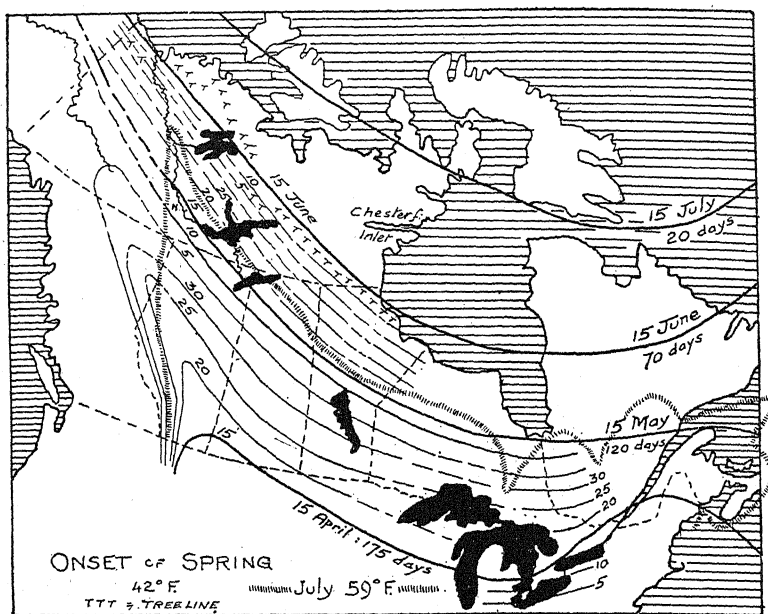 15 June
10
5
20
25
15
N
10
5
30
25
20
15
Chesterf.
Inlet
15 July
20 days
15 June
70 days
15 May
120 days
30
25
20
15 April : 175 days
10
5
ONSET OF SPRING
42°F.
July 59°F.
TTT = TREE LINE